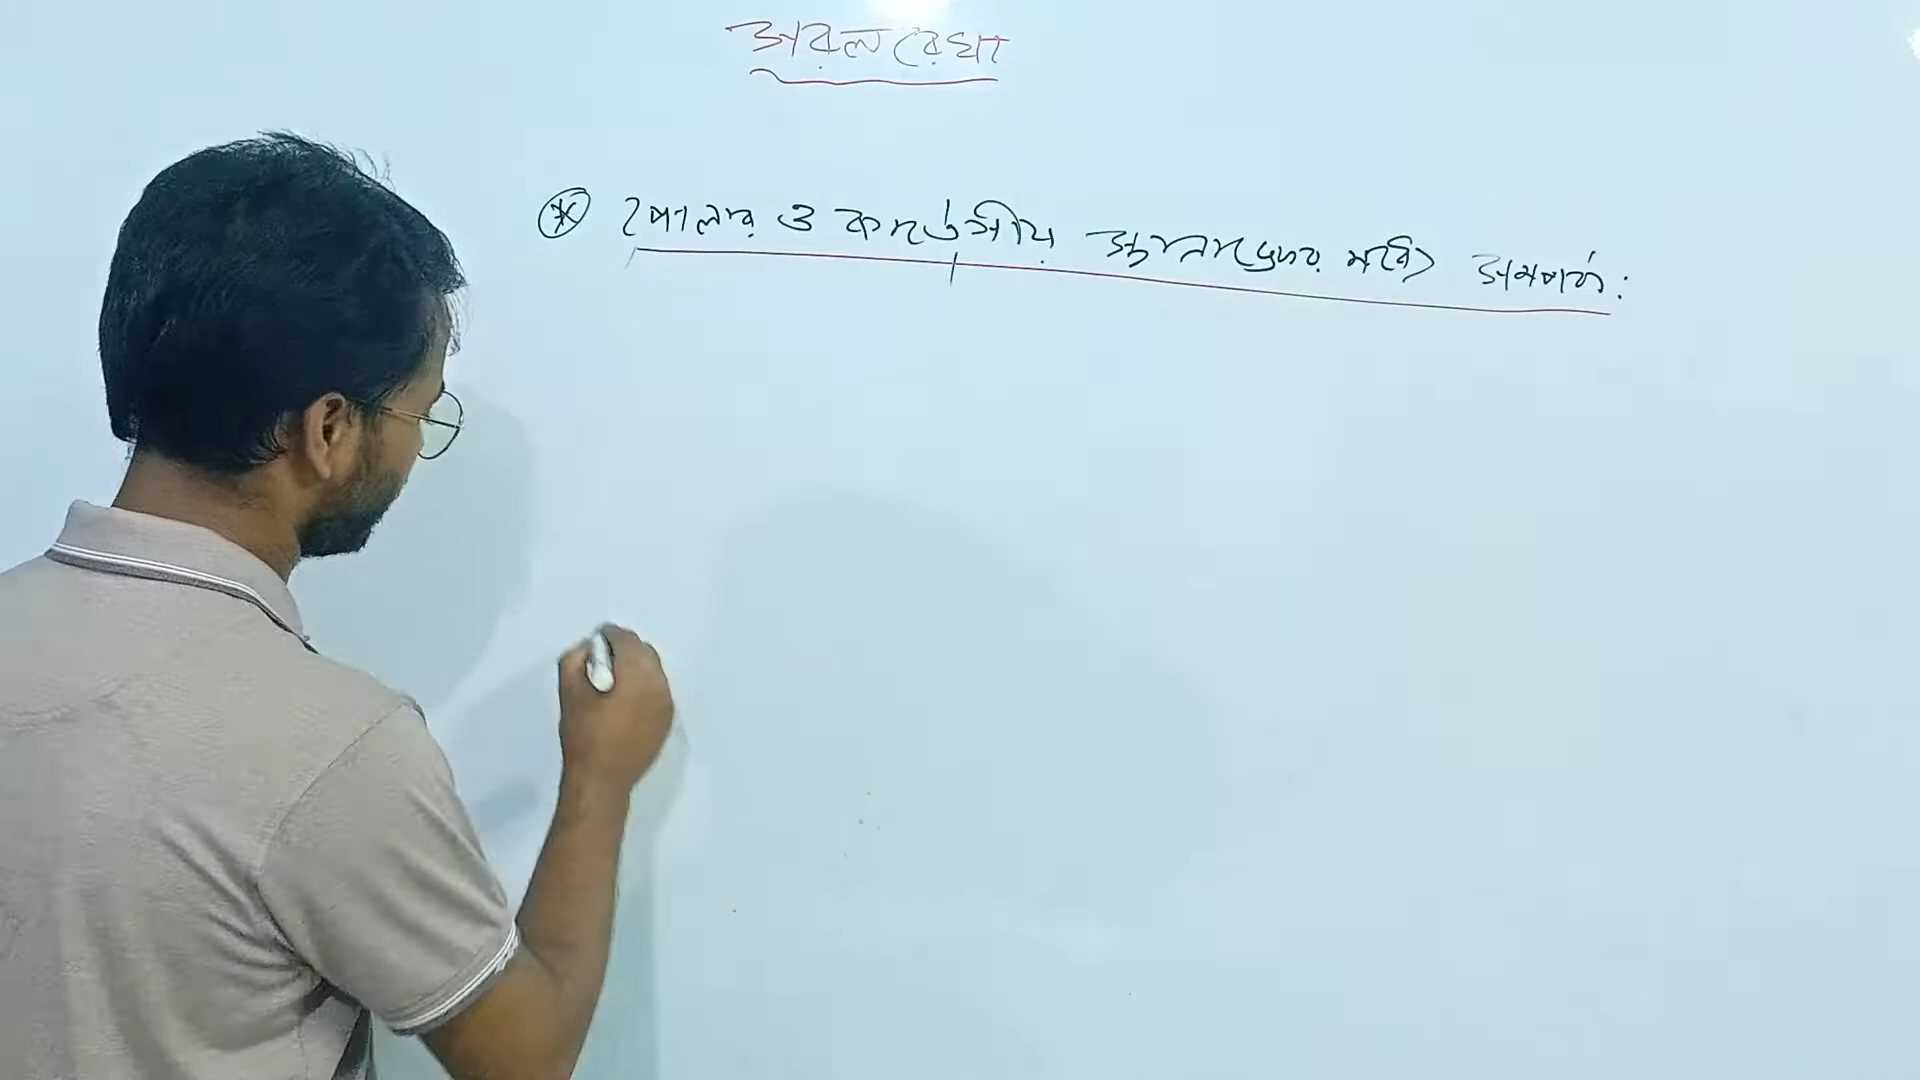 সরলরেখা
* পোলার ও কার্তেসীয় স্থানাঙ্কের মধ্যে সম্পর্ক: